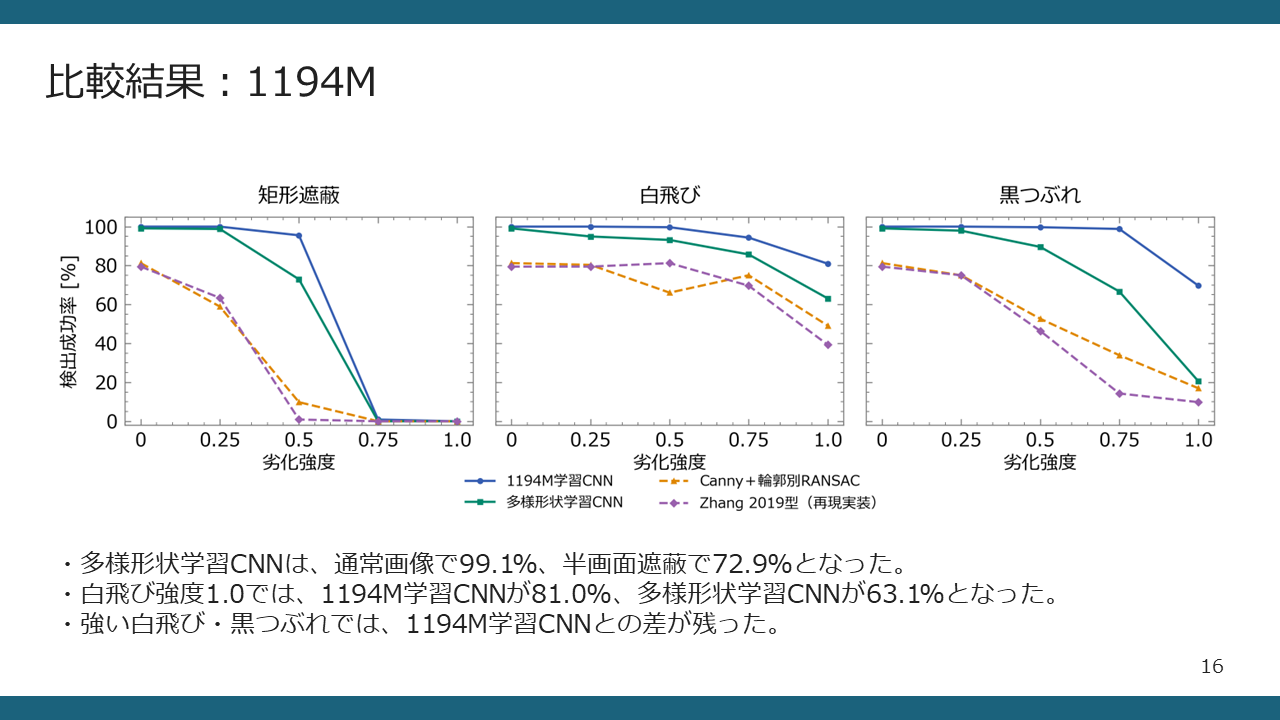 比較結果：1194M
矩形遮蔽
白飛び
黒つぶれ
検出成功率 [%]
100
80
60
40
20
0
0 0.25 0.5 0.75 1.0
0 0.25 0.5 0.75 1.0
0 0.25 0.5 0.75 1.0
劣化強度
劣化強度
劣化強度
1194M学習CNN
多様形状学習CNN
Canny＋輪郭別RANSAC
Zhang 2019型（再現実装）
・多様形状学習CNNは、通常画像で99.1%、半画面遮蔽で72.9%となった。
・白飛び強度1.0では、1194M学習CNNが81.0%、多様形状学習CNNが63.1%となった。
・強い白飛び・黒つぶれでは、1194M学習CNNとの差が残った。
16